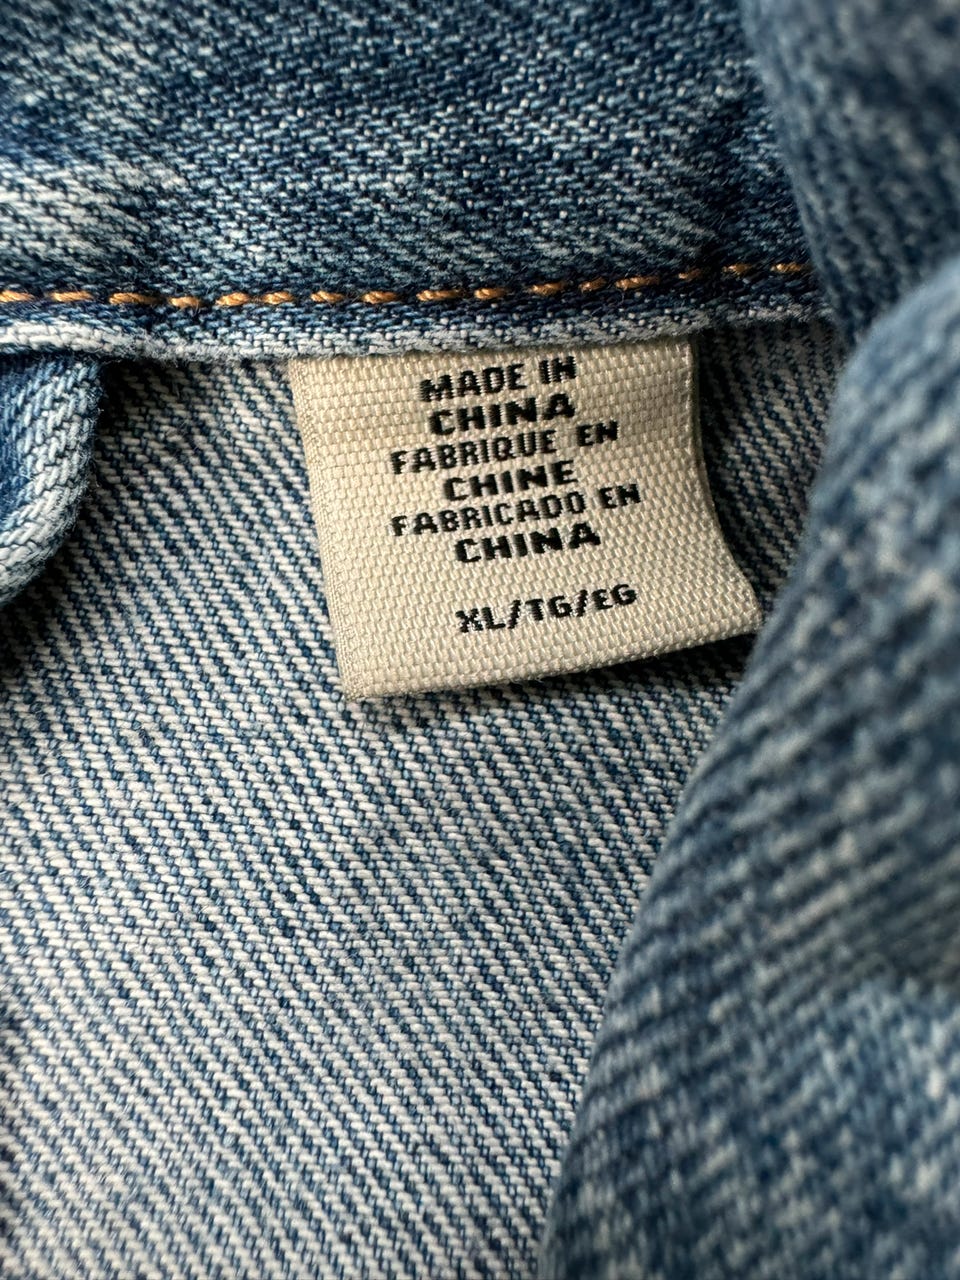 MADE IN
CHINA
FABRIQUE EN
CHINE
FABRICADO EN
CHINA
XL/TG/EG